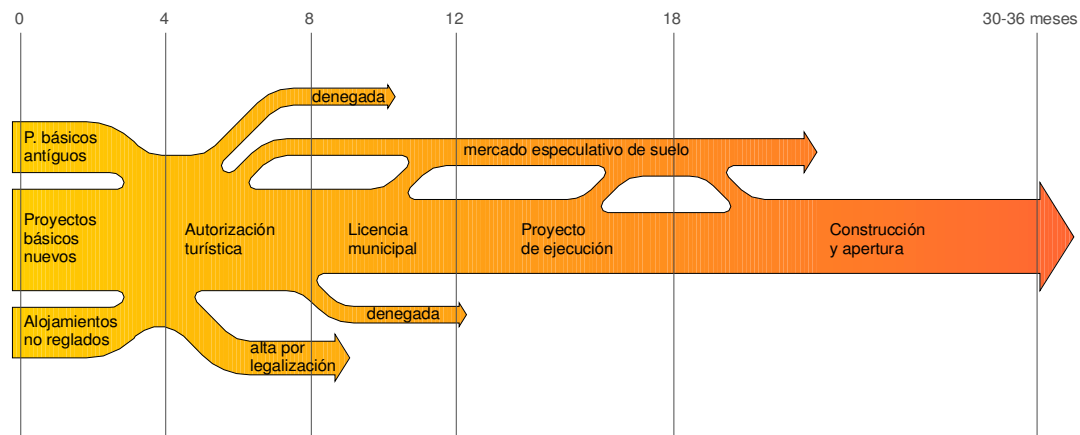 0
4
8
12
18
30-36 meses
denegada
P. básicos
antíguos
mercado especulativo de suelo
Proyectos
básicos
nuevos
Autorización
turística
Licencia
municipal
Proyecto
de ejecución
Construcción
y apertura
Alojamientos
no reglados
denegada
alta por
legalización